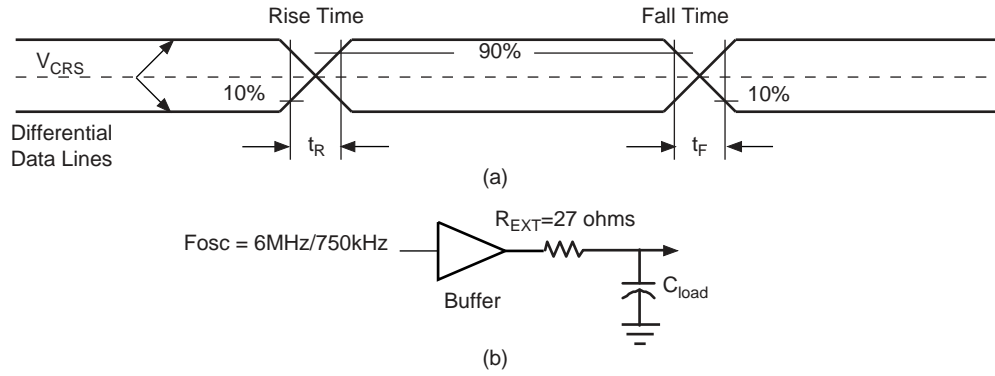 Rise Time
Fall Time
V_CRS
90%
10%
10%
Differential
Data Lines
t_R
t_F
(a)
R_EXT=27 ohms
Fosc = 6MHz/750kHz
Buffer
C_load
(b)